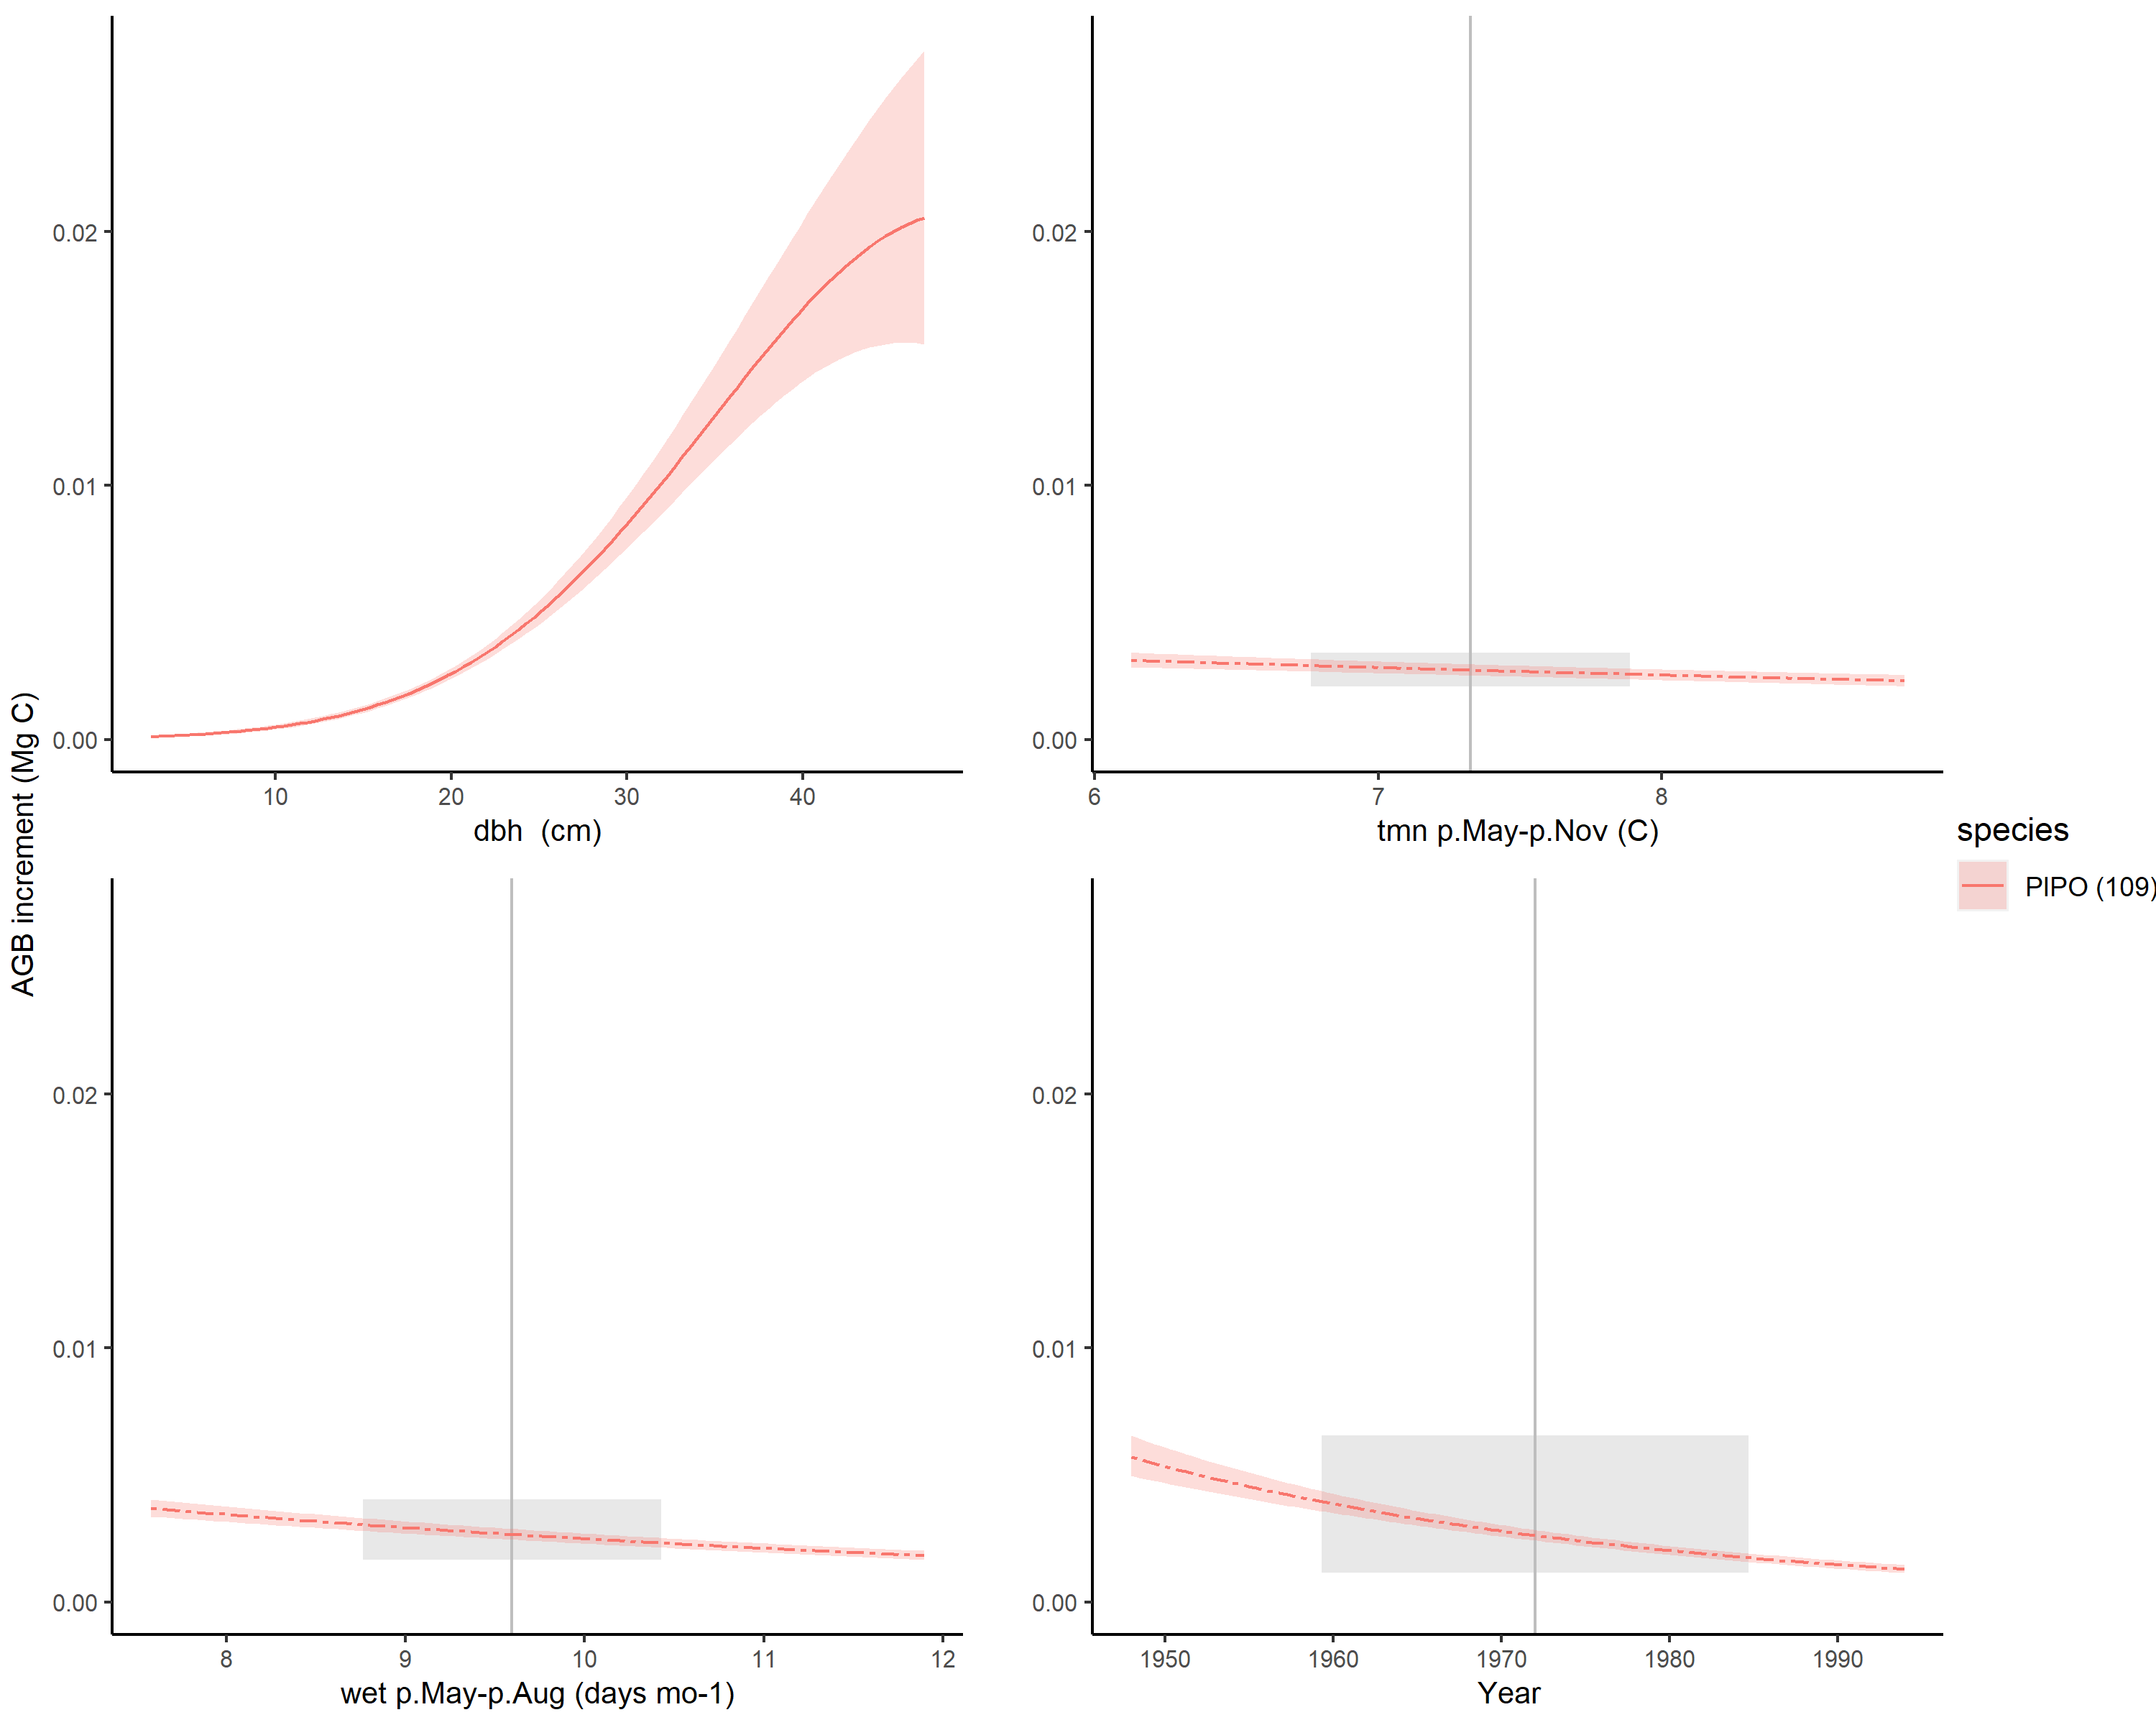 AGB increment (Mg C)
0.02
0.01
0.00
10 20 30 40
dbh  (cm)
0.02
0.01
0.00
6 7 8
tmn p.May-p.Nov (C)
0.02
0.01
0.00
8 9 10 11 12
wet p.May-p.Aug (days mo-1)
0.02
0.01
0.00
1950 1960 1970 1980 1990
Year
species
PIPO (109)